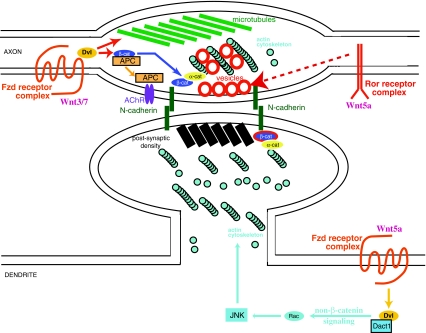 microtubules
actin
cytoskeleton
AXON
Dvl
β-cat
APC
α-cat
β-cat
APC
vesicles
Fzd receptor
complex
Wnt3/7
AChR
N-cadherin
N-cadherin
Ror receptor
complex
Wnt5a
post-synaptic
density
β-cat
α-cat
actin
cytoskeleton
Wnt5a
Fzd receptor
complex
DENDRITE
JNK
Rac
non-β-catenin
signaling
Dvl
Dact1